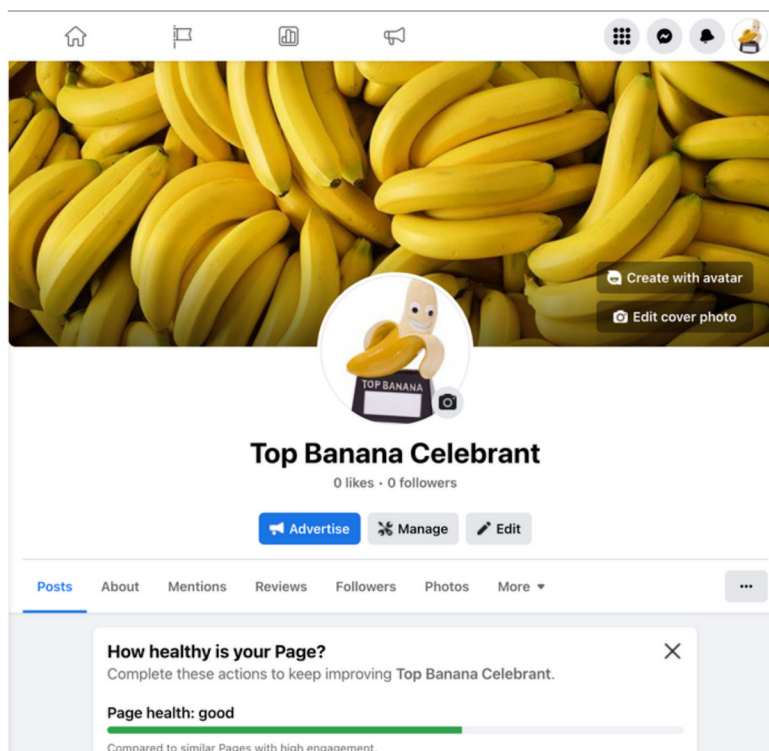 Create with avatar
Edit cover photo
TOP BANANA
Top Banana Celebrant
0 likes · 0 followers
Advertise Manage Edit
Posts About Mentions Reviews Followers Photos More
How healthy is your Page?
Complete these actions to keep improving Top Banana Celebrant.
Page health: good
Compared to similar Pages with high engagement.